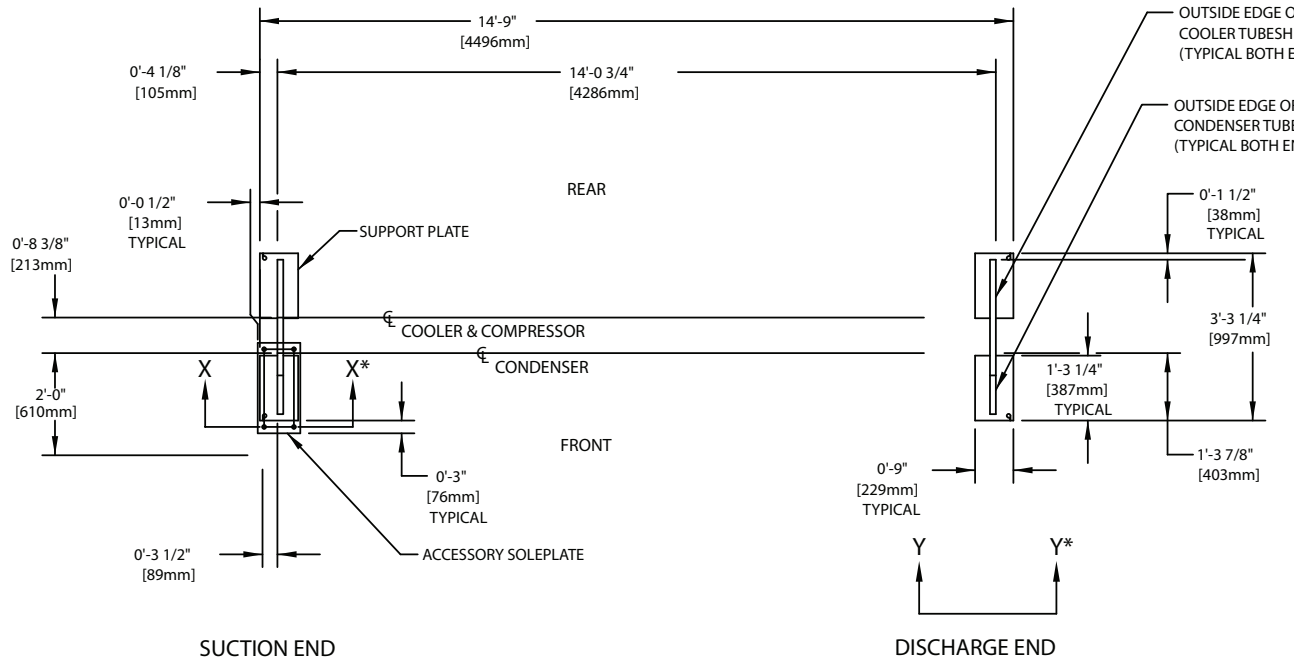 14'-9"
[4496mm]
OUTSIDE EDGE O
COOLER TUBESH
(TYPICAL BOTH E
0'-4 1/8"
[105mm]
14'-0 3/4"
[4286mm]
OUTSIDE EDGE OF
CONDENSER TUBE
(TYPICAL BOTH EN
REAR
0'-0 1/2"
[13mm]
TYPICAL
0'-1 1/2"
[38mm]
TYPICAL
0'-8 3/8"
[213mm]
SUPPORT PLATE
℄ COOLER & COMPRESSOR
3'-3 1/4"
[997mm]
℄ CONDENSER
X X*
1'-3 1/4"
[387mm]
TYPICAL
2'-0"
[610mm]
FRONT
0'-3"
[76mm]
TYPICAL
0'-9"
[229mm]
TYPICAL
1'-3 7/8"
[403mm]
0'-3 1/2"
[89mm]
ACCESSORY SOLEPLATE
Y Y*
SUCTION END
DISCHARGE END